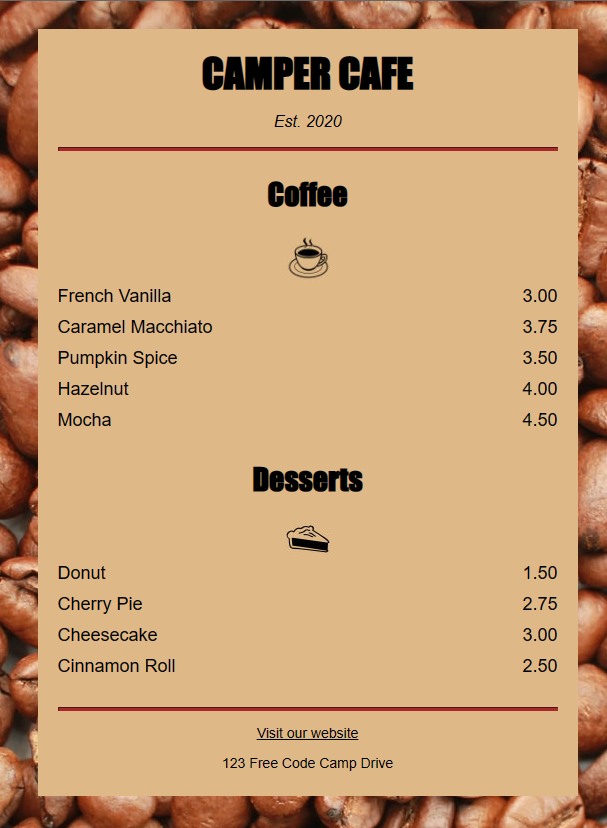 CAMPER CAFE
Est. 2020
Coffee
French Vanilla 3.00
Caramel Macchiato 3.75
Pumpkin Spice 3.50
Hazelnut 4.00
Mocha 4.50
Desserts
Donut 1.50
Cherry Pie 2.75
Cheesecake 3.00
Cinnamon Roll 2.50
Visit our website
123 Free Code Camp Drive